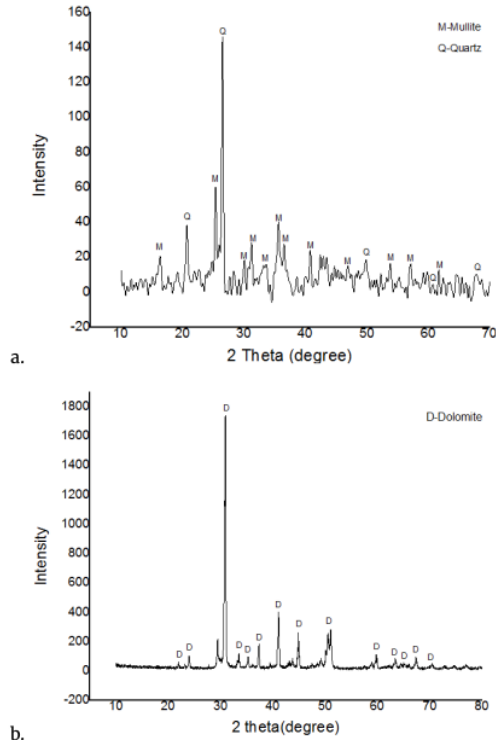 160
140
120
100
80
60
40
20
0
-20
Intensity
M-Mullite
Q-Quartz
Q
M
Q
M
M
M
M
M
M
M
M
Q
M
M
Q
M
Q
10 20 30 40 50 60 70
2 Theta (degree)
a.
1800
1600
1400
1200
1000
800
600
400
200
0
-200
Intensity
D-Dolomite
D
D
D
D
D
D
D
D
D
D
D
D
D
D
10 20 30 40 50 60 70 80
2 theta(degree)
b.